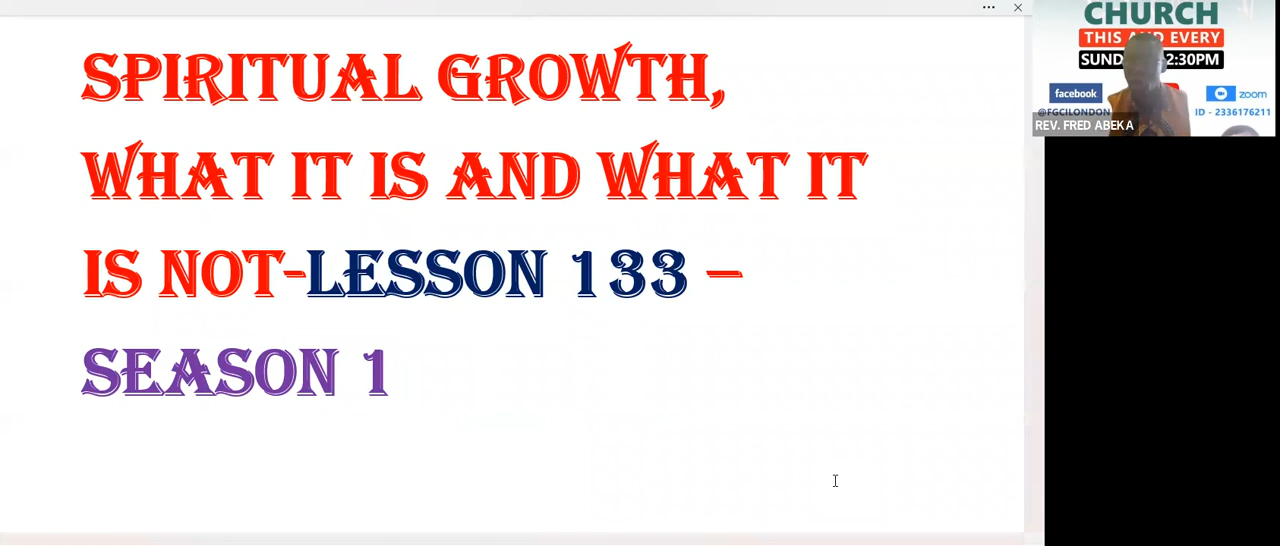 SPIRITUAL GROWTH,
WHAT IT IS AND WHAT IT
IS NOT-LESSON 133 –
SEASON 1
CHURCH
THIS AND EVERY
2:30PM
facebook
zoom
@FGCILONDON
ID - 2336176211
REV. FRED ABEKA